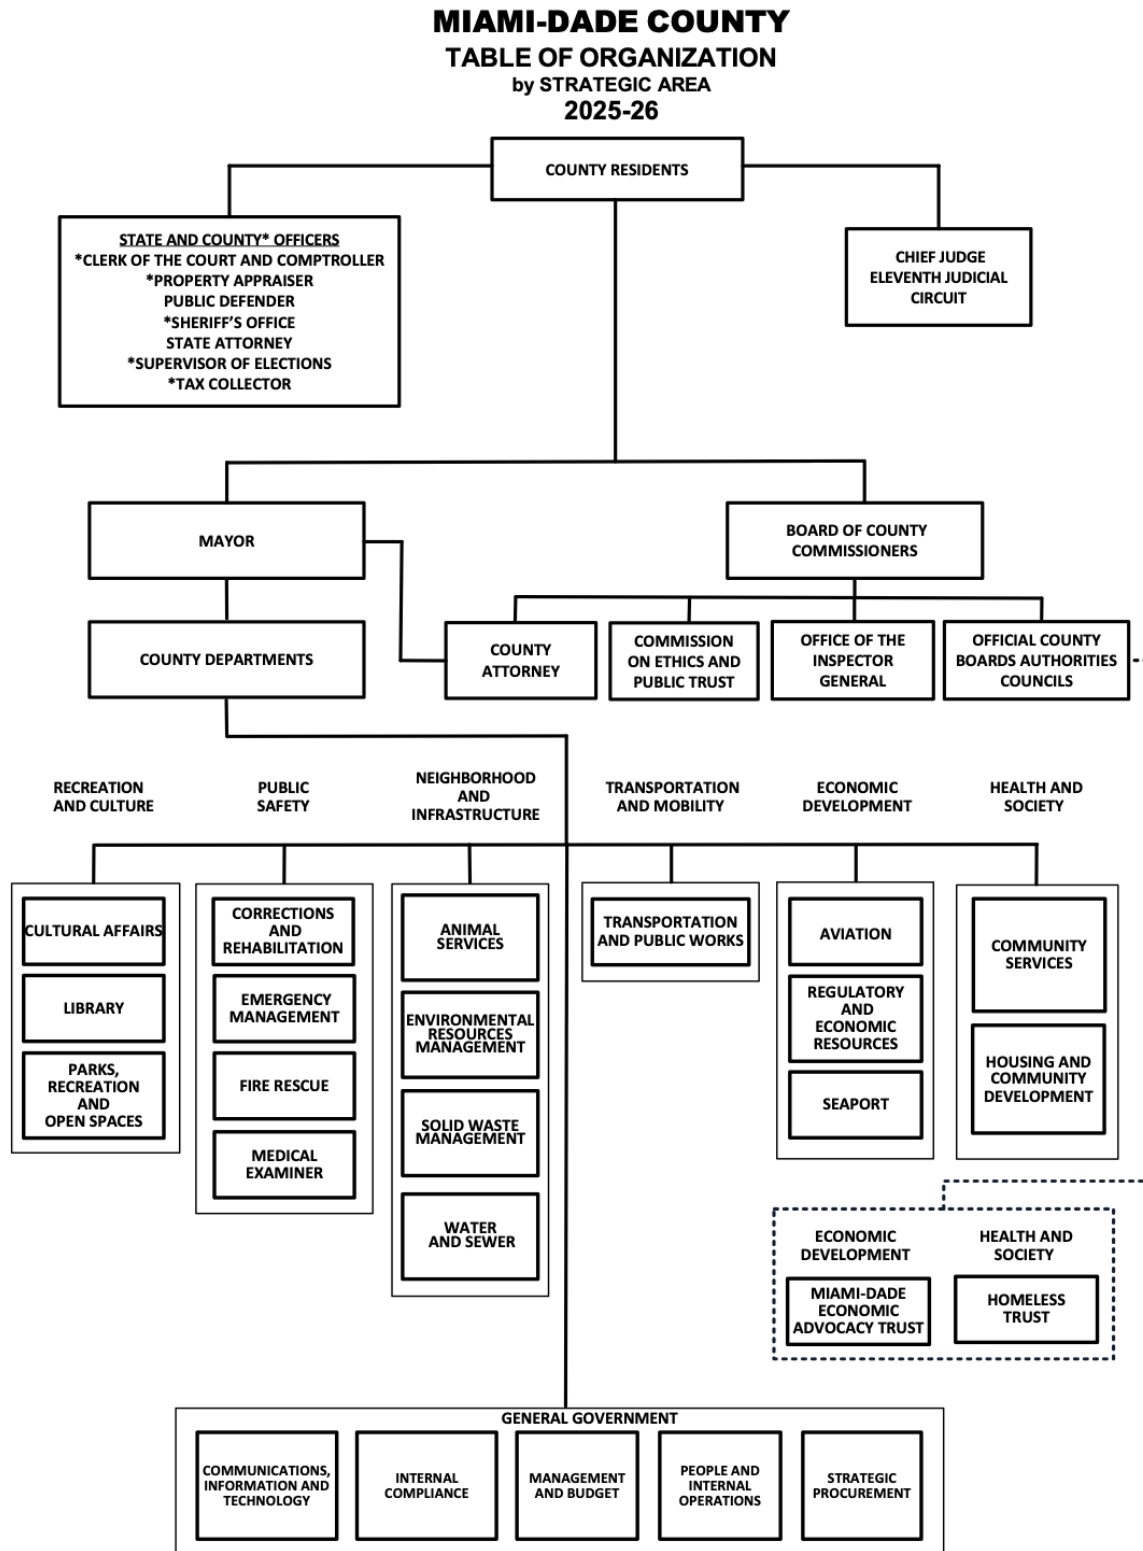 MIAMI-DADE COUNTY
TABLE OF ORGANIZATION
by STRATEGIC AREA
2025-26
COUNTY RESIDENTS
STATE AND COUNTY* OFFICERS
*CLERK OF THE COURT AND COMPTROLLER
*PROPERTY APPRAISER
PUBLIC DEFENDER
*SHERIFF'S OFFICE
STATE ATTORNEY
*SUPERVISOR OF ELECTIONS
*TAX COLLECTOR
CHIEF JUDGE
ELEVENTH JUDICIAL
CIRCUIT
MAYOR
BOARD OF COUNTY
COMMISSIONERS
COUNTY DEPARTMENTS
COUNTY
ATTORNEY
COMMISSION
ON ETHICS AND
PUBLIC TRUST
OFFICE OF THE
INSPECTOR
GENERAL
OFFICIAL COUNTY
BOARDS AUTHORITIES
COUNCILS
RECREATION
AND CULTURE
CULTURAL AFFAIRS
LIBRARY
PARKS,
RECREATION
AND
OPEN SPACES
PUBLIC
SAFETY
CORRECTIONS
AND
REHABILITATION
EMERGENCY
MANAGEMENT
FIRE RESCUE
MEDICAL
EXAMINER
NEIGHBORHOOD
AND
INFRASTRUCTURE
ANIMAL
SERVICES
ENVIRONMENTAL
RESOURCES
MANAGEMENT
SOLID WASTE
MANAGEMENT
WATER
AND SEWER
TRANSPORTATION
AND MOBILITY
TRANSPORTATION
AND PUBLIC WORKS
ECONOMIC
DEVELOPMENT
AVIATION
REGULATORY
AND
ECONOMIC
RESOURCES
SEAPORT
HEALTH AND
SOCIETY
COMMUNITY
SERVICES
HOUSING AND
COMMUNITY
DEVELOPMENT
ECONOMIC
DEVELOPMENT
MIAMI-DADE
ECONOMIC
ADVOCACY TRUST
HEALTH AND
SOCIETY
HOMELESS
TRUST
GENERAL GOVERNMENT
COMMUNICATIONS,
INFORMATION AND
TECHNOLOGY
INTERNAL
COMPLIANCE
MANAGEMENT
AND BUDGET
PEOPLE AND
INTERNAL
OPERATIONS
STRATEGIC
PROCUREMENT